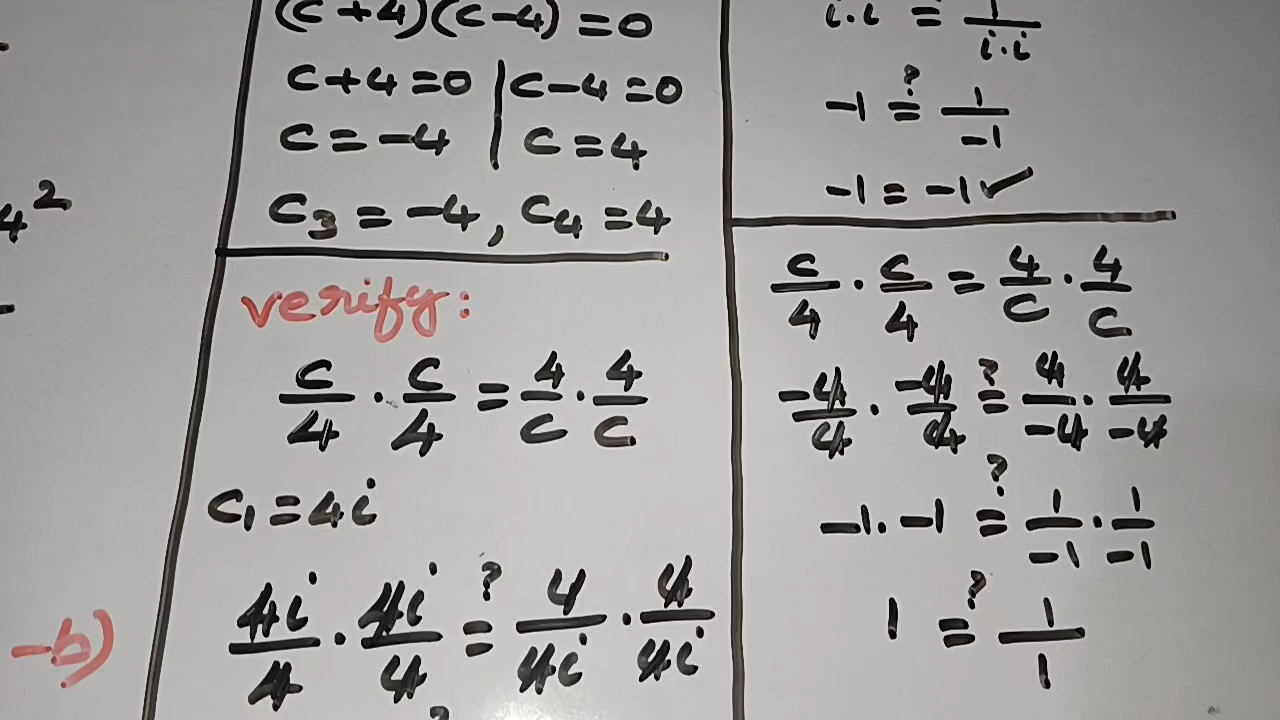 4²
-b)
(c+4)(c-4)=0
c+4=0 | c-4=0
c=-4 | c=4
c₃=-4, c₄=4
verify:
c/4 · c/4 = 4/c · 4/c
c₁=4i
4i/4 · 4i/4 ≟ 4/4i · 4/4i
?
i·i = 1/i·i
-1 ≟ 1/-1
-1 = -1 ✓
c/4 · c/4 = 4/c · 4/c
-4/4 · -4/4 ≟ 4/-4 · 4/-4
-1·-1 ≟ 1/-1 · 1/-1
1 ≟ 1/1